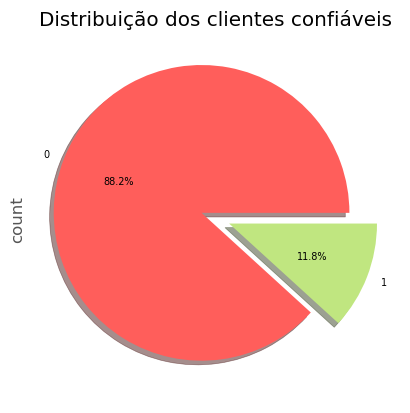 Distribuição dos clientes confiáveis
0
88.2%
count
11.8%
1